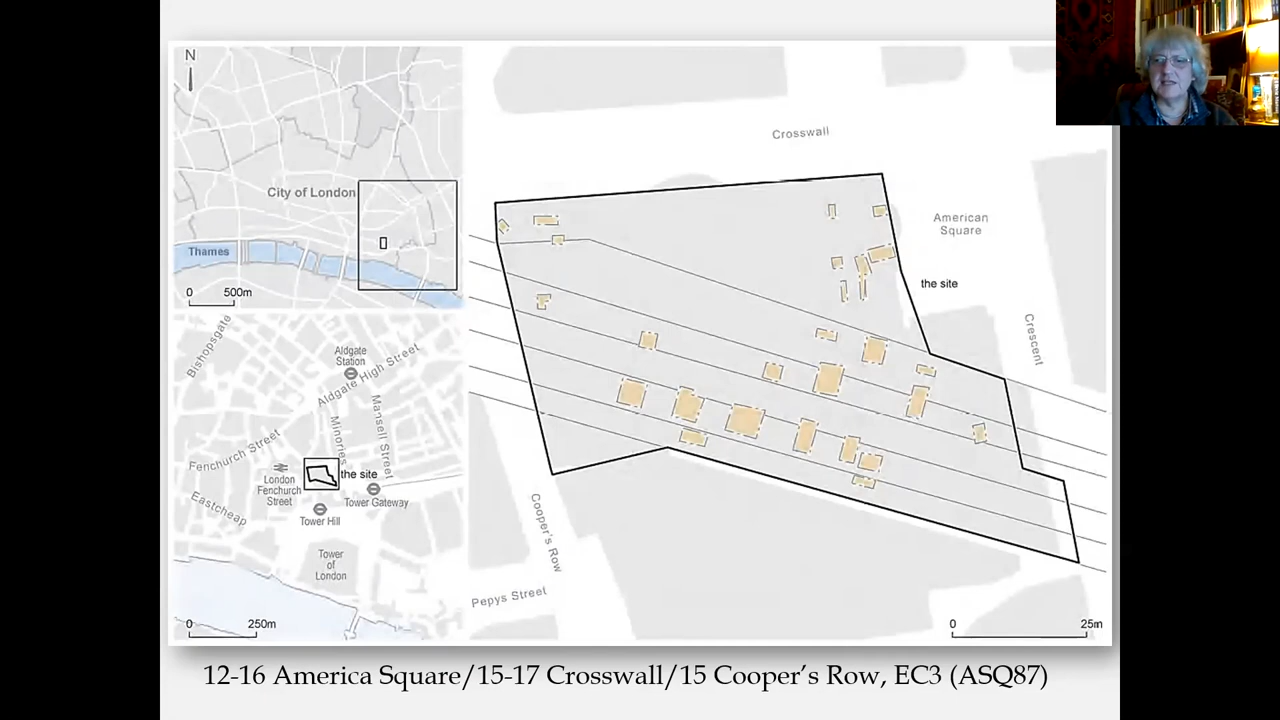 N
City of London
Thames
0 500m
Bishopsgate
Aldgate
Station
Aldgate High Street
Minories
Mansell Street
Fenchurch Street
London
Fenchurch
Street
the site
Tower Gateway
Eastcheap
Tower Hill
Tower
of
London
0 250m
Crosswall
American
Square
the site
Crescent
Cooper's Row
Pepys Street
0 25m
12-16 America Square/15-17 Crosswall/15 Cooper's Row, EC3 (ASQ87)